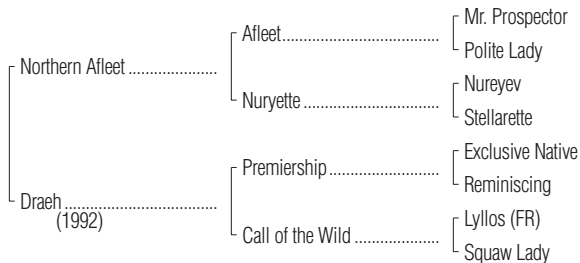 Mr. Prospector
Afleet
Polite Lady
Northern Afleet
Nureyev
Nuryette
Stellarette
Exclusive Native
Premiership
Reminiscing
Draeh
(1992)
Lyllos (FR)
Call of the Wild
Squaw Lady